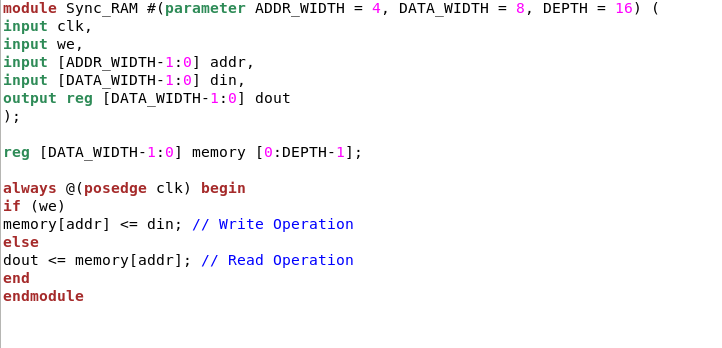 module Sync_RAM #(parameter ADDR_WIDTH = 4, DATA_WIDTH = 8, DEPTH = 16) (
input clk,
input we,
input [ADDR_WIDTH-1:0] addr,
input [DATA_WIDTH-1:0] din,
output reg [DATA_WIDTH-1:0] dout
);
reg [DATA_WIDTH-1:0] memory [0:DEPTH-1];
always @(posedge clk) begin
if (we)
memory[addr] <= din; // Write Operation
else
dout <= memory[addr]; // Read Operation
end
endmodule